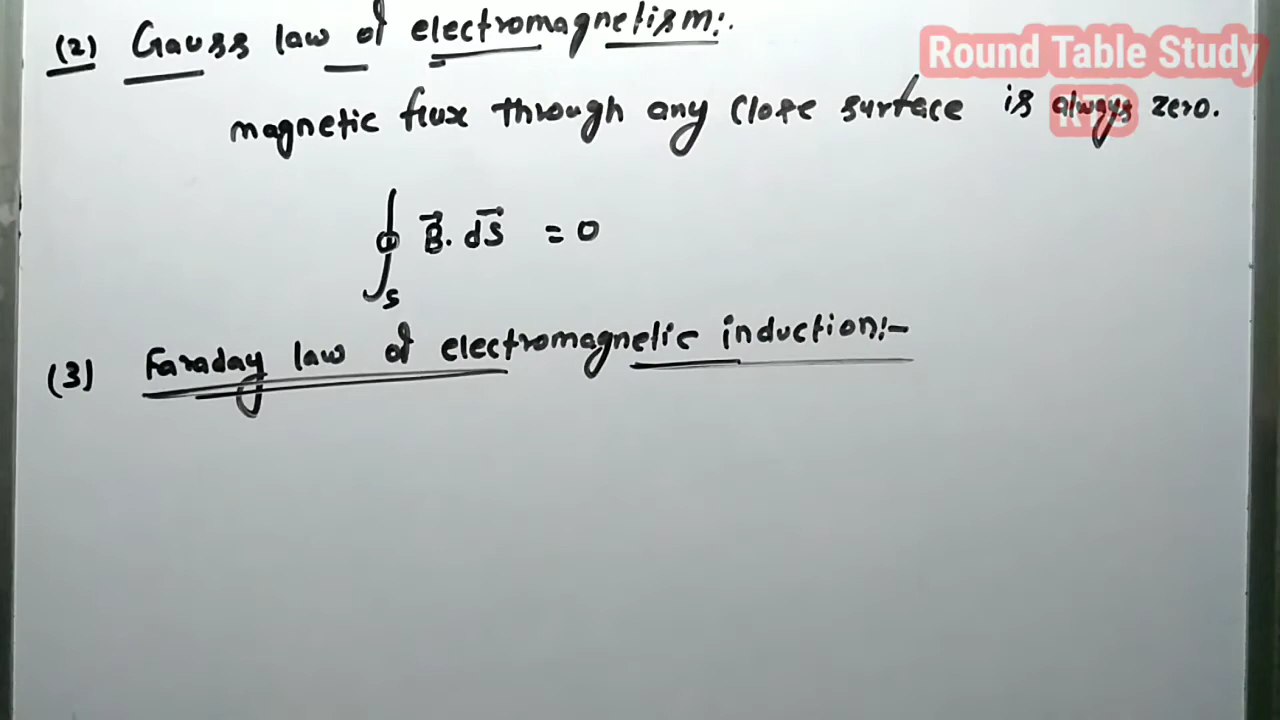 (2) Gauss law of electromagnetism:.
Round Table Study
RTS
magnetic flux through any close surface is always zero.
∮s B⃗. dS⃗ = 0
(3) Faraday law of electromagnetic induction:-